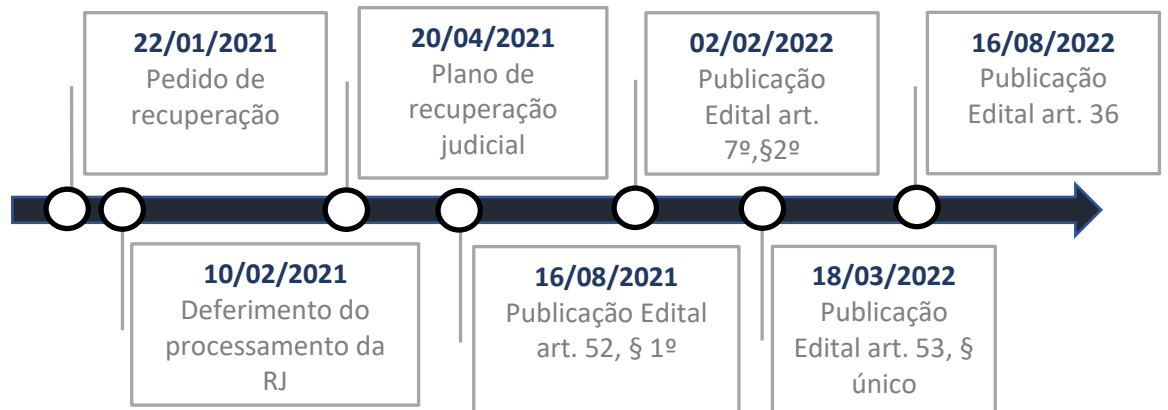 22/01/2021
Pedido de
recuperação
20/04/2021
Plano de
recuperação
judicial
02/02/2022
Publicação
Edital art.
7º,§2º
16/08/2022
Publicação
Edital art. 36
10/02/2021
Deferimento do
processamento da
RJ
16/08/2021
Publicação Edital
art. 52, § 1º
18/03/2022
Publicação
Edital art. 53, §
único